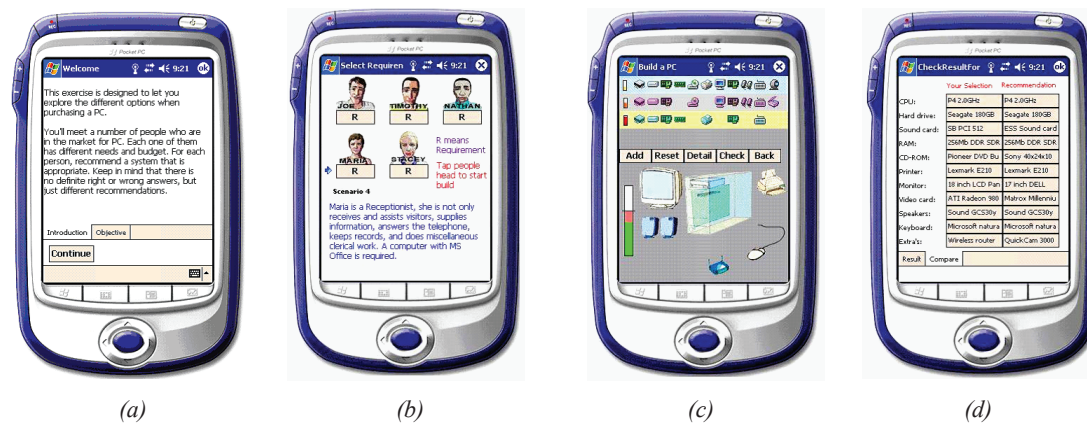 REC
Pocket PC
Welcome 9:21 ok
This exercise is designed to let you
explore the different options when
purchasing a PC.
You'll meet a number of people who are
in the market for PC. Each one of them
has different needs and budget. For each
person, recommend a system that is
appropriate. Keep in mind that there is
no definite right or wrong answers, but
just different recommendations.
Introduction Objective
Continue
(a)
REC
Pocket PC
Select Requiren 9:21
JOE TIMOTHY NATHAN
R R R
MARIA STACEY
R R
R means
Requirement
Tap people
head to start
build
Scenario 4
Maria is a Receptionist, she is not only
receives and assists visitors, supplies
information, answers the telephone,
keeps records, and does miscellaneous
clerical work. A computer with MS
Office is required.
(b)
REC
Pocket PC
Build a PC 9:21
Add Reset Detail Check Back
(c)
REC
Pocket PC
CheckResultFor 9:21 ok
Your Selection Recommendation
CPU: P4 2.0GHz P4 2.0GHz
Hard drive: Seagate 180GB Seagate 180GB
Sound card: SB PCI 512 ESS Sound card
RAM: 256Mb DDR SDR 256Mb DDR SDR
CD-ROM: Pioneer DVD Bu Sony 40x24x10
Printer: Lexmark E210 Lexmark E210
Monitor: 18 inch LCD Pan 17 inch DELL
Video card: ATI Radeon 980 Matrox Millenniu
Speakers: Sound GCS30y Sound GCS30y
Keyboard: Microsoft natura Microsoft natura
Extra's: Wireless router QuickCam 3000
Result Compare
(d)